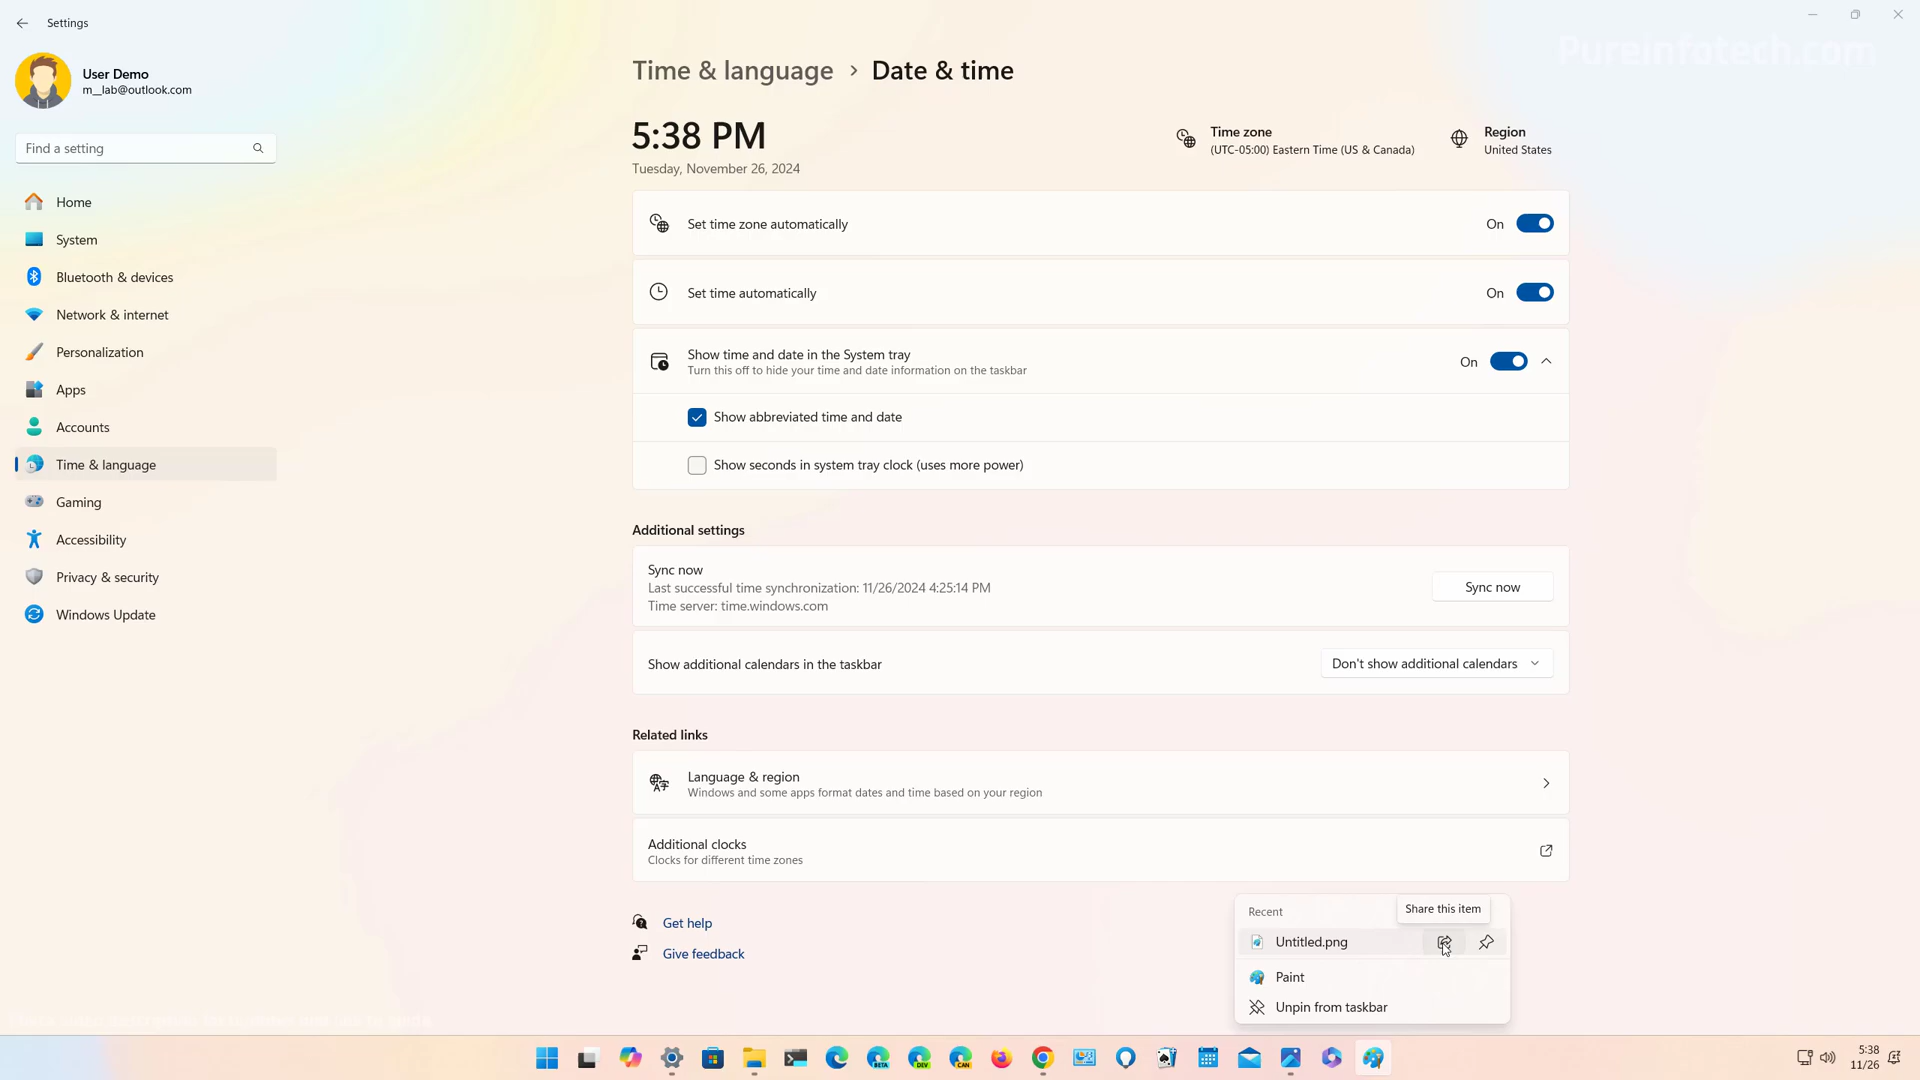 Settings
Pureinfotech.com
User Demo
m__lab@outlook.com
Find a setting
Home
System
Bluetooth & devices
Network & internet
Personalization
Apps
Accounts
Time & language
Gaming
Accessibility
Privacy & security
Windows Update
Time & language > Date & time
5:38 PM
Tuesday, November 26, 2024
Time zone
(UTC-05:00) Eastern Time (US & Canada)
Region
United States
Set time zone automatically
On
Set time automatically
On
Show time and date in the System tray
Turn this off to hide your time and date information on the taskbar
On
Show abbreviated time and date
Show seconds in system tray clock (uses more power)
Additional settings
Sync now
Last successful time synchronization: 11/26/2024 4:25:14 PM
Time server: time.windows.com
Sync now
Show additional calendars in the taskbar
Don't show additional calendars
Related links
Language & region
Windows and some apps format dates and time based on your region
Additional clocks
Clocks for different time zones
Get help
Give feedback
Recent
Share this item
Untitled.png
Paint
Unpin from taskbar
BETA
DEV
CAN
5:38
11/26